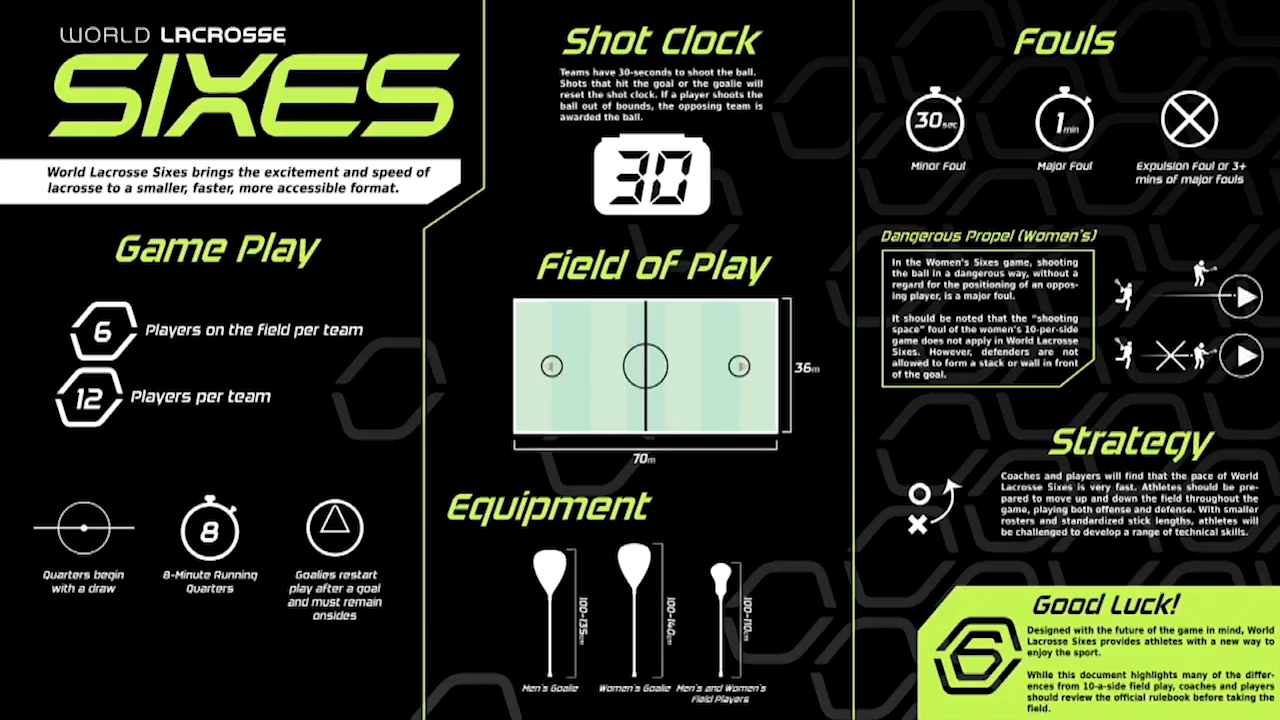 WORLD LACROSSE
SIXES
World Lacrosse Sixes brings the excitement and speed of
lacrosse to a smaller, faster, more accessible format.
Game Play
6 Players on the field per team
12 Players per team
Quarters begin
with a draw
8
8-Minute Running
Quarters
Goalies restart
play after a goal
and must remain
onsides
Shot Clock
Teams have 30-seconds to shoot the ball.
Shots that hit the goal or the goalie will
reset the shot clock. If a player shoots the
ball out of bounds, the opposing team is
awarded the ball.
30
Field of Play
36m
70m
Equipment
100-135cm
100-140cm
100-110cm
Men's Goalie
Women's Goalie
Men's and Women's
Field Players
Fouls
30sec
Minor Foul
1min
Major Foul
Expulsion Foul or 3+
mins of major fouls
Dangerous Propel (Women's)
In the Women's Sixes game, shooting
the ball in a dangerous way, without a
regard for the positioning of an oppos-
ing player, is a major foul.
It should be noted that the "shooting
space" foul of the women's 10-per-side
game does not apply in World Lacrosse
Sixes. However, defenders are not
allowed to form a stack or wall in front
of the goal.
Strategy
Coaches and players will find that the pace of World
Lacrosse Sixes is very fast. Athletes should be pre-
pared to move up and down the field throughout the
game, playing both offense and defense. With smaller
rosters and standardized stick lengths, athletes will
be challenged to develop a range of technical skills.
Good Luck!
6
Designed with the future of the game in mind, World
Lacrosse Sixes provides athletes with a new way to
enjoy the sport.
While this document highlights many of the differ-
ences from 10-a-side field play, coaches and players
should review the official rulebook before taking the
field.